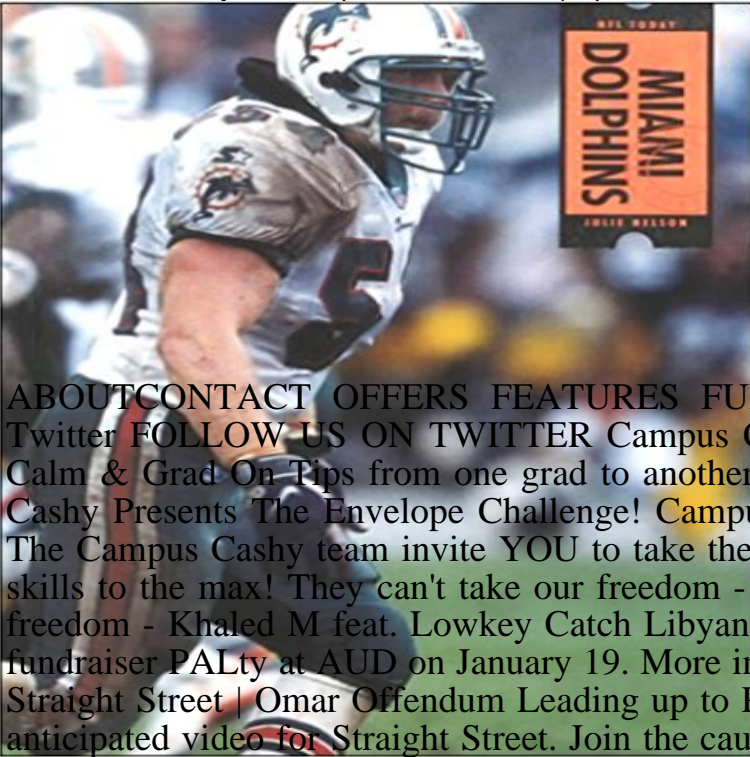 NFL TODAY
MIAMI
DOLPHINS
JULIE NELSON
5
ABOUTCONTACT OFFERS FEATURES FU
Twitter FOLLOW US ON TWITTER Campus
Calm & Grad On Tips from one grad to another
Cashy Presents The Envelope Challenge! Campu
The Campus Cashy team invite YOU to take the
skills to the max! They can't take our freedom -
freedom - Khaled M feat. Lowkey Catch Libyan
fundraiser PALty at AUD on January 19. More in
Straight Street | Omar Offendum Leading up to
anticipated video for Straight Street. Join the cau